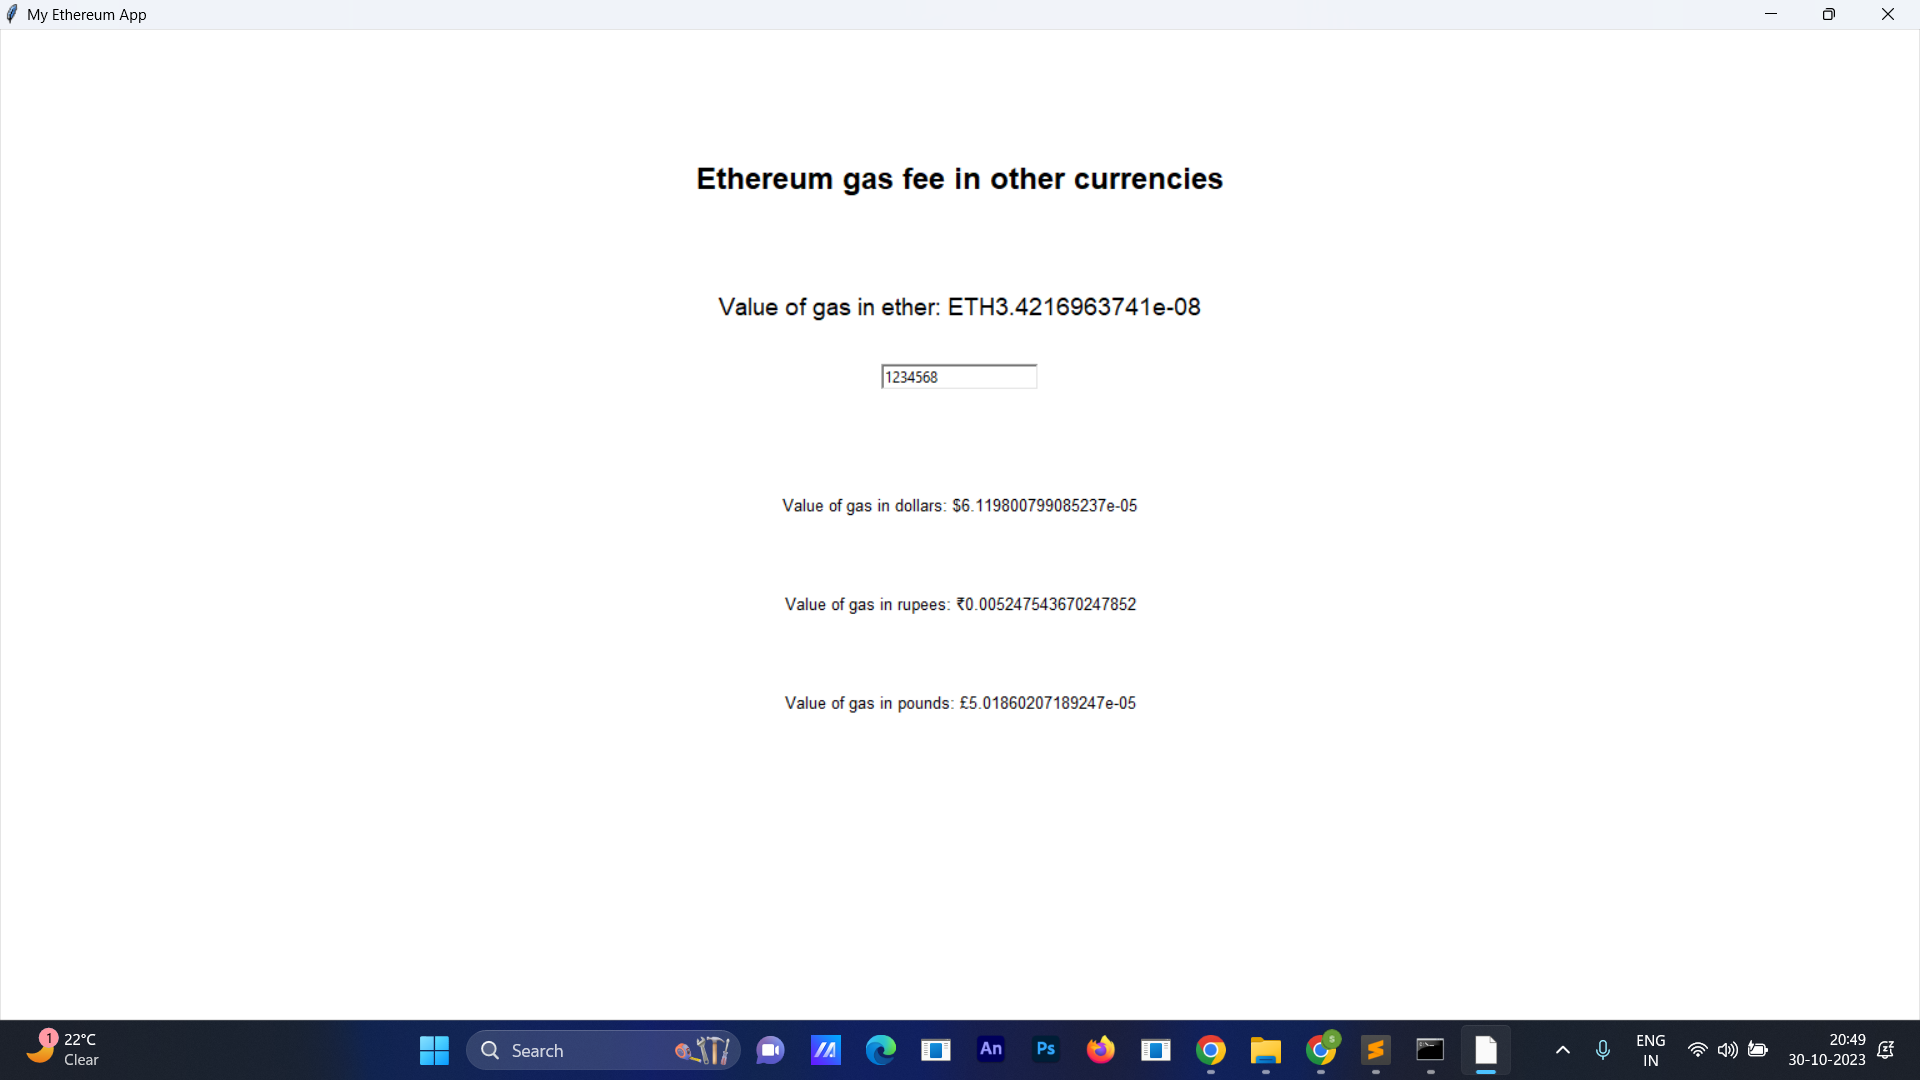 My Ethereum App
Ethereum gas fee in other currencies
Value of gas in ether: ETH3.4216963741e-08
1234568
Value of gas in dollars: $6.119800799085237e-05
Value of gas in rupees: ₹0.005247543670247852
Value of gas in pounds: £5.01860207189247e-05
1
22°C
Clear
Search
An
Ps
S
ENG
IN
20:49
30-10-2023